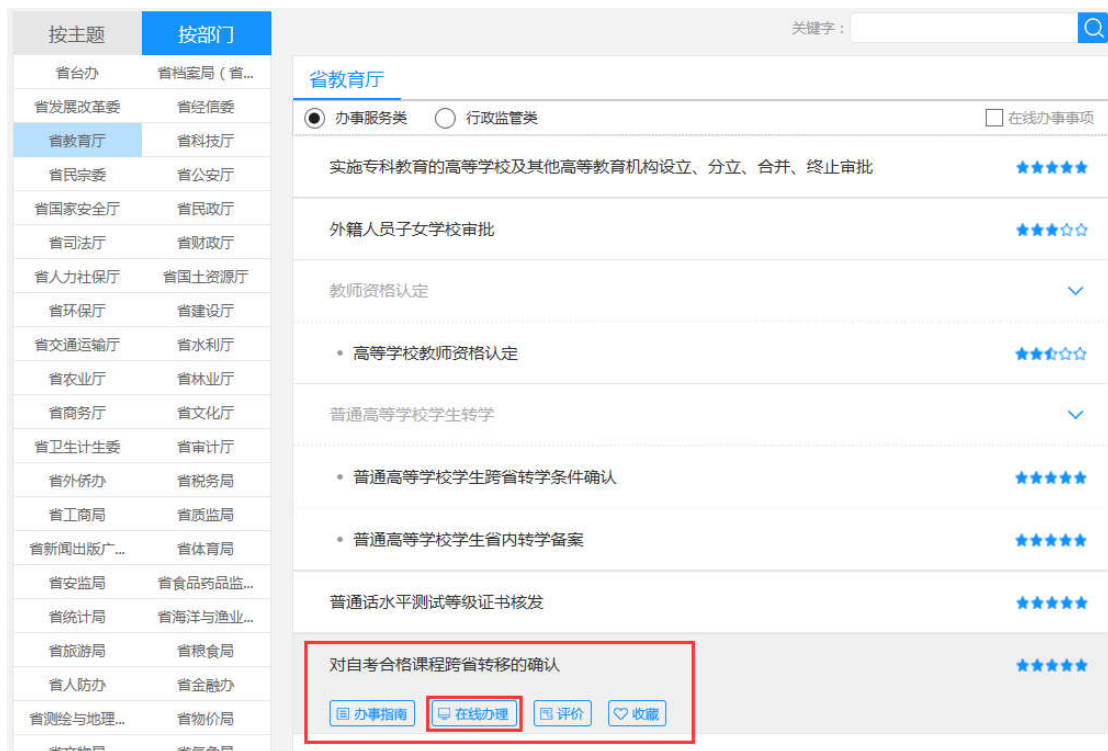 按主题 按部门
关键字：
省台办 省档案局（省...
省发展改革委 省经信委
省教育厅 省科技厅
省民宗委 省公安厅
省国家安全厅 省民政厅
省司法厅 省财政厅
省人力社保厅 省国土资源厅
省环保厅 省建设厅
省交通运输厅 省水利厅
省农业厅 省林业厅
省商务厅 省文化厅
省卫生计生委 省审计厅
省外侨办 省税务局
省工商局 省质监局
省新闻出版广... 省体育局
省安监局 省食品药品监...
省统计局 省海洋与渔业...
省旅游局 省粮食局
省人防办 省金融办
省测绘与地理... 省物价局
省文物局 省气象局
省教育厅
办事服务类 行政监管类 在线办事事项
实施专科教育的高等学校及其他高等教育机构设立、分立、合并、终止审批
外籍人员子女学校审批
教师资格认定
• 高等学校教师资格认定
普通高等学校学生转学
• 普通高等学校学生跨省转学条件确认
• 普通高等学校学生省内转学备案
普通话水平测试等级证书核发
对自考合格课程跨省转移的确认
办事指南 在线办理 评价 收藏